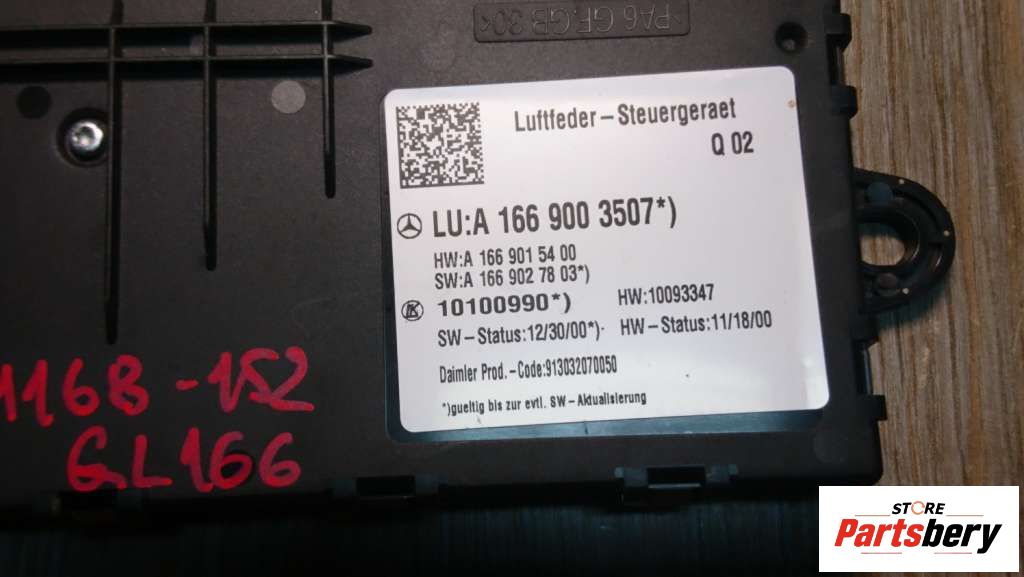 >PA6 GF.GB 30<
Luftfeder-Steuergeraet
Q 02
LU:A 166 900 3507*)
HW:A 166 901 54 00
SW:A 166 902 78 03*)
10100990*) HW:10093347
SW-Status:12/30/00*) HW-Status:11/18/00
Daimler Prod.-Code:913032070050
*)gueltig bis zur evtl. SW-Aktualisierung
1168-152
GL166
STORE
Partsbery